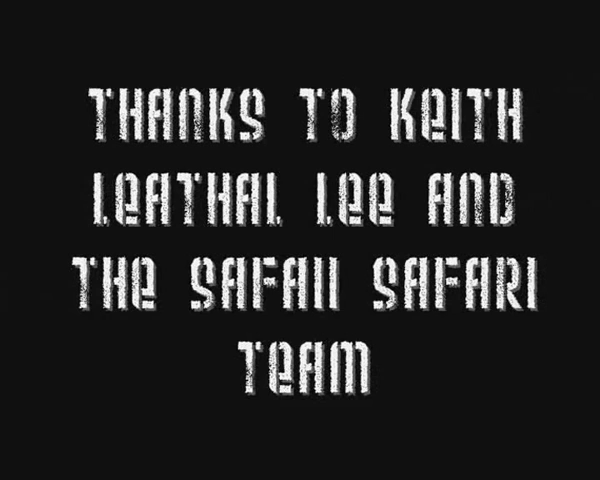 THANKS TO KEITH
LEATHAL LEE AND
THE SAFAII SAFARI
TEAM